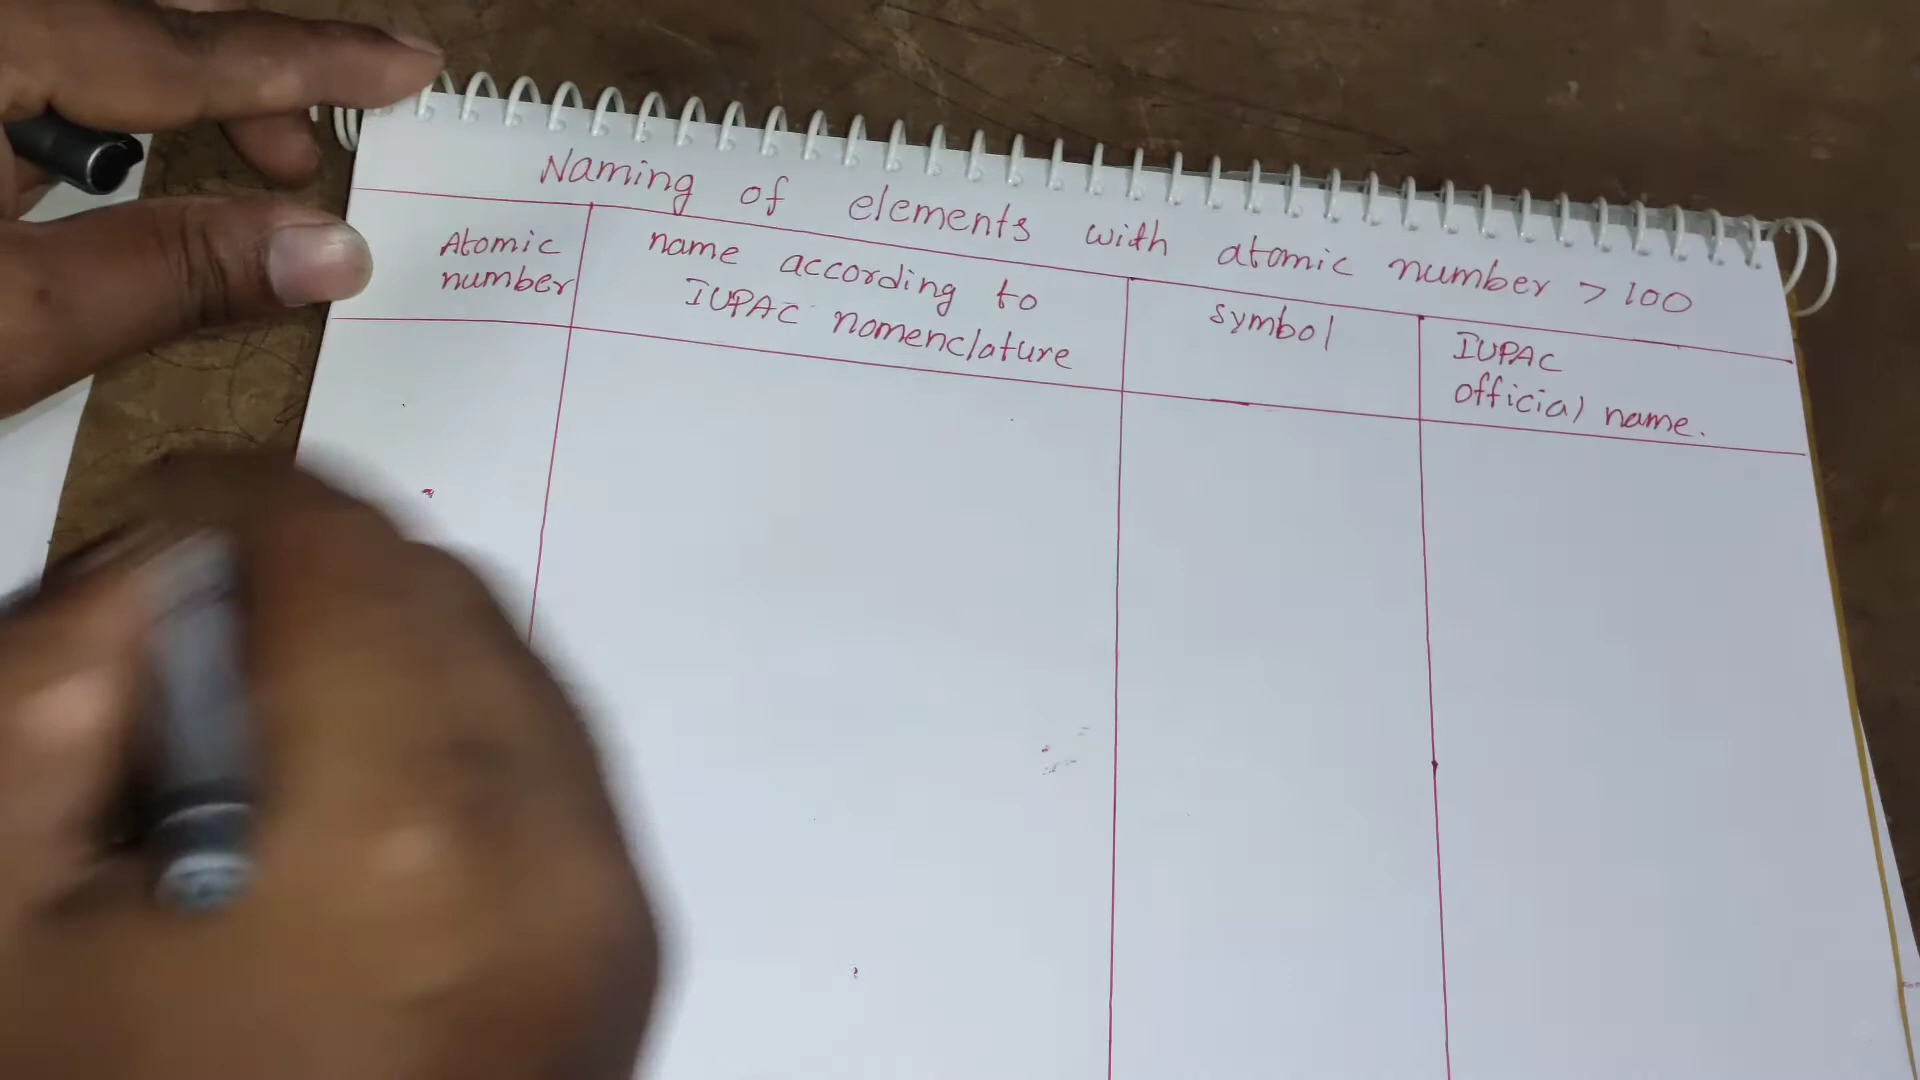 Naming of elements with atomic number > 100
Atomic
number
name according to
IUPAC nomenclature
Symbol
IUPAC
official name.